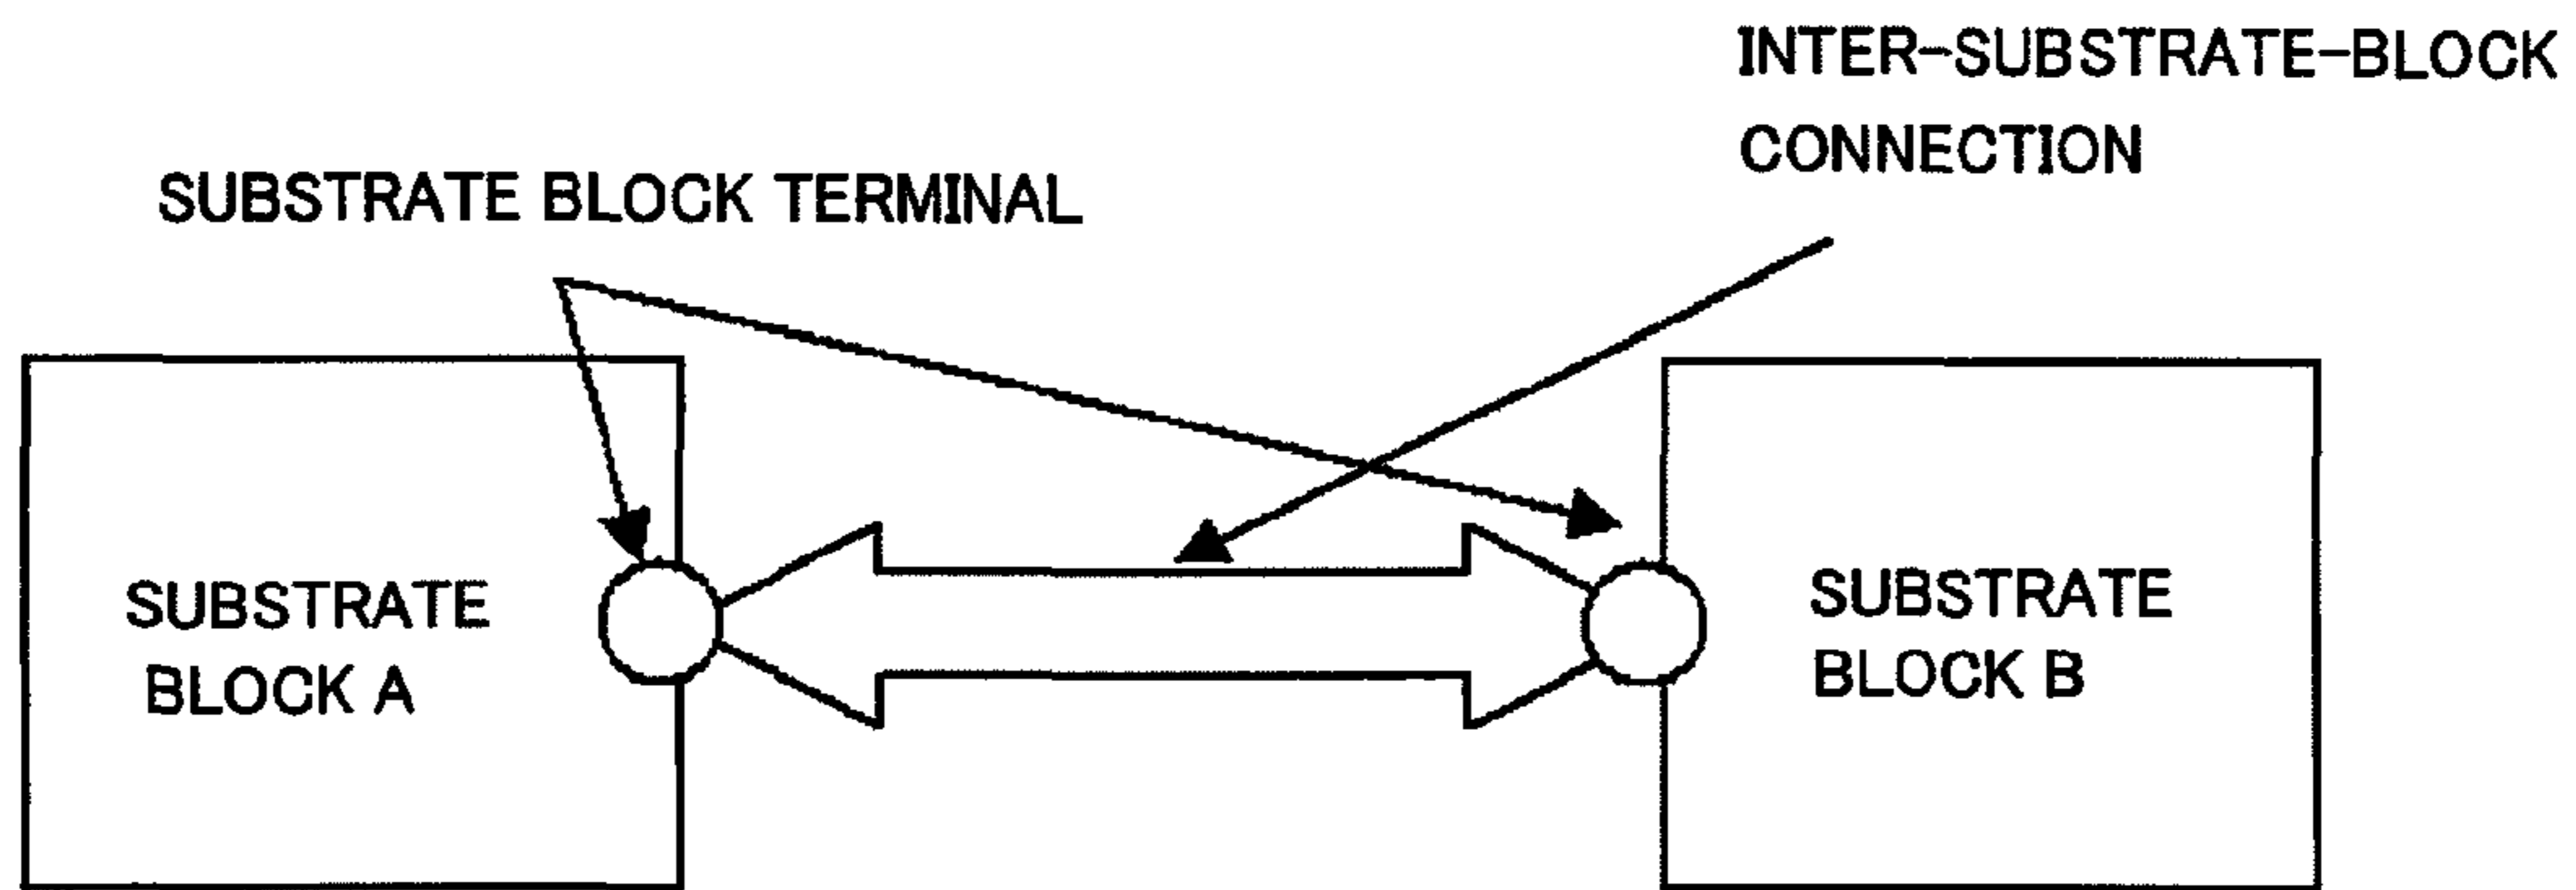 INTER-SUBSTRATE-BLOCK
CONNECTION
SUBSTRATE BLOCK TERMINAL
SUBSTRATE
BLOCK A
SUBSTRATE
BLOCK B